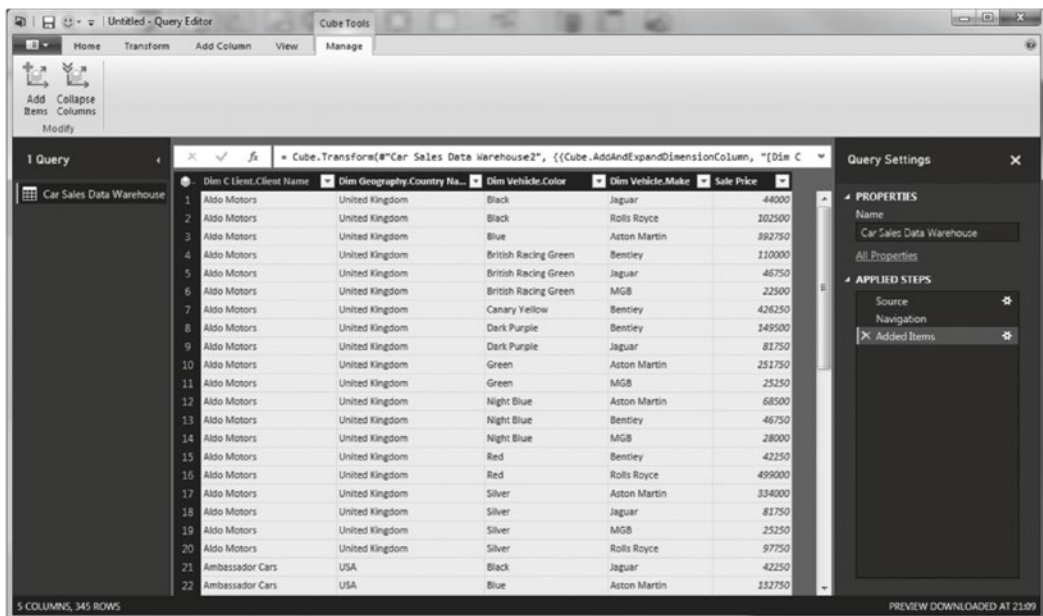 Untitled - Query Editor
Cube Tools
Home Transform Add Column View Manage
Add Items
Collapse Columns
Modify
1 Query
Car Sales Data Warehouse
fx = Cube.Transform(#"Car Sales Data Warehouse2", {{Cube.AddAndExpandDimensionColumn, "[Dim C
Dim C Lient.Client Name Dim Geography.Country Na... Dim Vehicle.Color Dim Vehicle.Make Sale Price
1 Aldo Motors United Kingdom Black Jaguar 44000
2 Aldo Motors United Kingdom Black Rolls Royce 102500
3 Aldo Motors United Kingdom Blue Aston Martin 392750
4 Aldo Motors United Kingdom British Racing Green Bentley 110000
5 Aldo Motors United Kingdom British Racing Green Jaguar 46750
6 Aldo Motors United Kingdom British Racing Green MGB 22500
7 Aldo Motors United Kingdom Canary Yellow Bentley 426250
8 Aldo Motors United Kingdom Dark Purple Bentley 149500
9 Aldo Motors United Kingdom Dark Purple Jaguar 81750
10 Aldo Motors United Kingdom Green Aston Martin 251750
11 Aldo Motors United Kingdom Green MGB 25250
12 Aldo Motors United Kingdom Night Blue Aston Martin 68500
13 Aldo Motors United Kingdom Night Blue Bentley 46750
14 Aldo Motors United Kingdom Night Blue MGB 28000
15 Aldo Motors United Kingdom Red Bentley 42250
16 Aldo Motors United Kingdom Red Rolls Royce 499000
17 Aldo Motors United Kingdom Silver Aston Martin 334000
18 Aldo Motors United Kingdom Silver Jaguar 81750
19 Aldo Motors United Kingdom Silver MGB 25250
20 Aldo Motors United Kingdom Silver Rolls Royce 97750
21 Ambassador Cars USA Black Jaguar 42250
22 Ambassador Cars USA Blue Aston Martin 132750
Query Settings
PROPERTIES
Name
Car Sales Data Warehouse
All Properties
APPLIED STEPS
Source
Navigation
Added Items
5 COLUMNS, 345 ROWS
PREVIEW DOWNLOADED AT 21:09